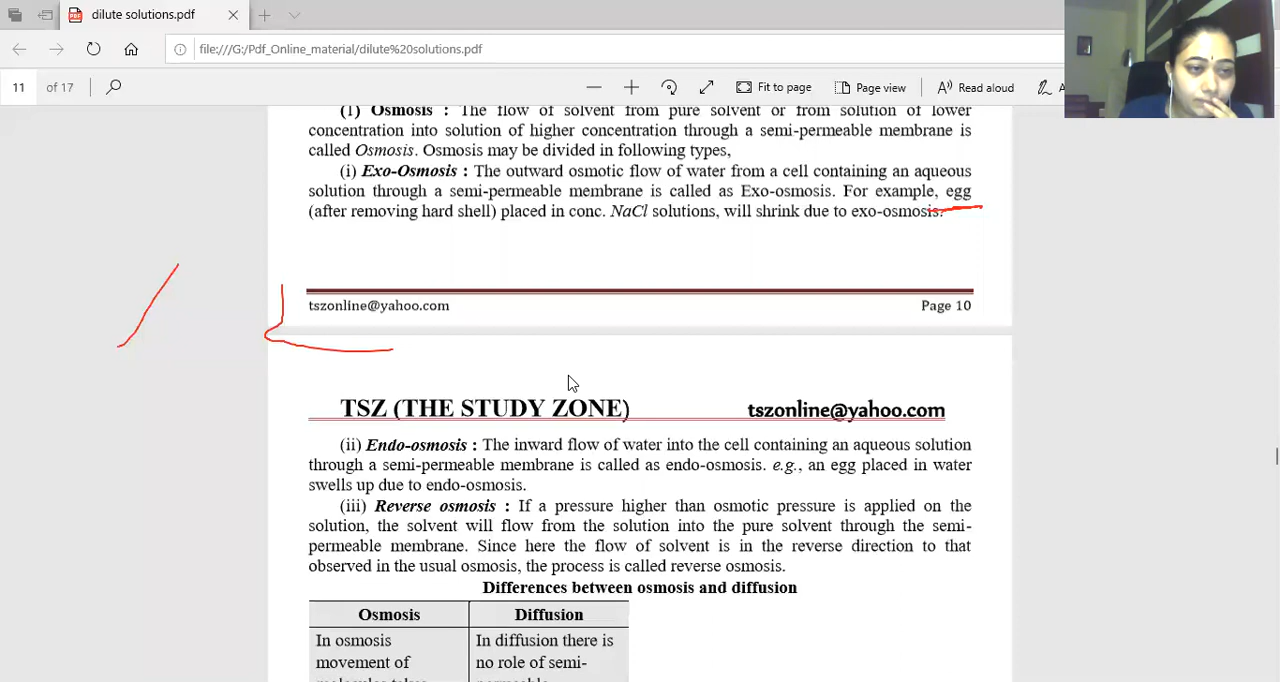 dilute solutions.pdf
file:///G:/Pdf_Online_material/dilute%20solutions.pdf
11 of 17
Fit to page
Page view
Read aloud
(1) Osmosis : The flow of solvent from pure solvent or from solution of lower
concentration into solution of higher concentration through a semi-permeable membrane is
called Osmosis. Osmosis may be divided in following types,
(i) Exo-Osmosis : The outward osmotic flow of water from a cell containing an aqueous
solution through a semi-permeable membrane is called as Exo-osmosis. For example, egg
(after removing hard shell) placed in conc. NaCl solutions, will shrink due to exo-osmosis.
tszonline@yahoo.com Page 10
TSZ (THE STUDY ZONE) tszonline@yahoo.com
(ii) Endo-osmosis : The inward flow of water into the cell containing an aqueous solution
through a semi-permeable membrane is called as endo-osmosis. e.g., an egg placed in water
swells up due to endo-osmosis.
(iii) Reverse osmosis : If a pressure higher than osmotic pressure is applied on the
solution, the solvent will flow from the solution into the pure solvent through the semi-
permeable membrane. Since here the flow of solvent is in the reverse direction to that
observed in the usual osmosis, the process is called reverse osmosis.
Differences between osmosis and diffusion
Osmosis Diffusion
In osmosis In diffusion there is
movement of no role of semi-